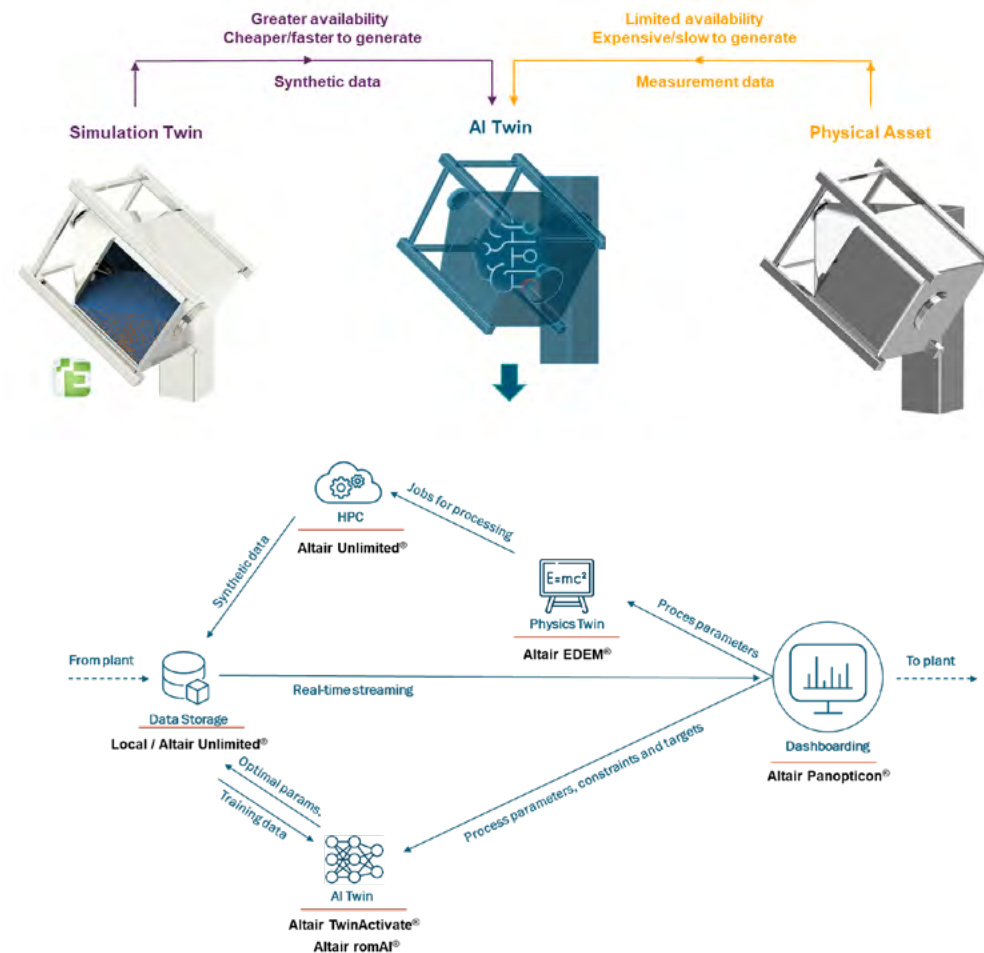 Greater availability
Cheaper/faster to generate
Synthetic data
Limited availability
Expensive/slow to generate
Measurement data
Simulation Twin
AI Twin
Physical Asset
E
HPC
Altair Unlimited®
Jobs for processing
Synthetic data
E=mc²
Physics Twin
Altair EDEM®
Proces parameters
From plant
Real-time streaming
To plant
Data Storage
Local / Altair Unlimited®
Dashboarding
Altair Panopticon®
Optimal params,
Training data
Process parameters, constraints and targets
AI Twin
Altair TwinActivate®
Altair romAI®